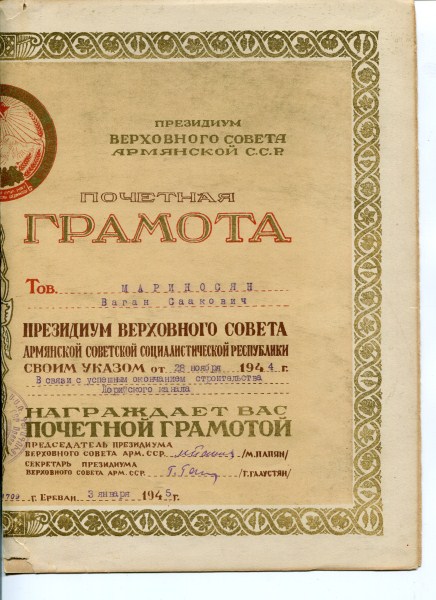 ПРЕЗИДИУМ
ВЕРХОВНОГО СОВЕТА
АРМЯНСКОЙ С.С.Р.
ПОЧЕТНАЯ
ГРАМОТА
Тов. МАРИНОСЯН
Ваган Саакович
ПРЕЗИДИУМ ВЕРХОВНОГО СОВЕТА
АРМЯНСКОЙ СОВЕТСКОЙ СОЦИАЛИСТИЧЕСКОЙ РЕСПУБЛИКИ
СВОИМ УКАЗОМ от 28 ноября 1944 г.
В связи с успешным окончанием строительства
канала
НАГРАЖДАЕТ ВАС
ПОЧЕТНОЙ ГРАМОТОЙ
ПРЕДСЕДАТЕЛЬ ПРЕЗИДИУМА
ВЕРХОВНОГО СОВЕТА АРМ. ССР. /М.ПАПЯН/
СЕКРЕТАРЬ ПРЕЗИДИУМА
ВЕРХОВНОГО СОВЕТА АРМ. ССР. /Г.ГАЛУСТЯН/
г. ЕРЕВАН. 3 января 1945 г.